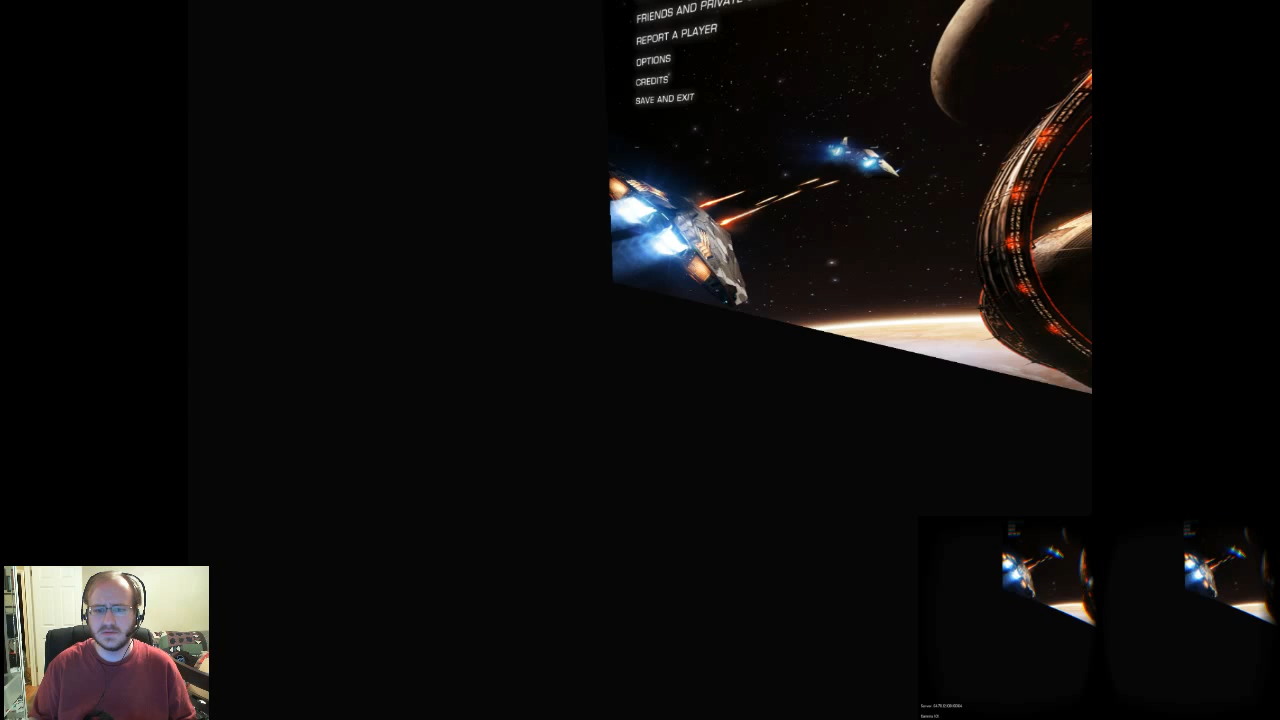 FRIENDS AND PRIVATE
REPORT A PLAYER
OPTIONS
CREDITS
SAVE AND EXIT